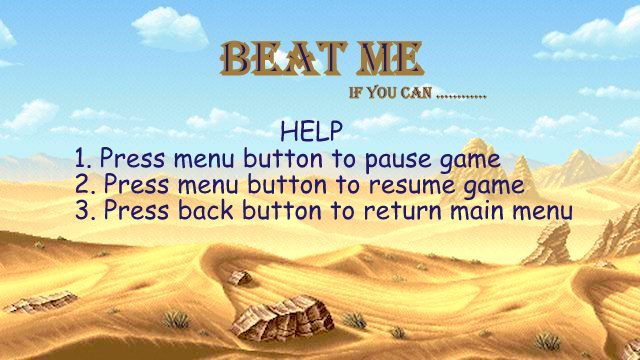 BEAT ME
IF YOU CAN ............
HELP
1. Press menu button to pause game
2. Press menu button to resume game
3. Press back button to return main menu